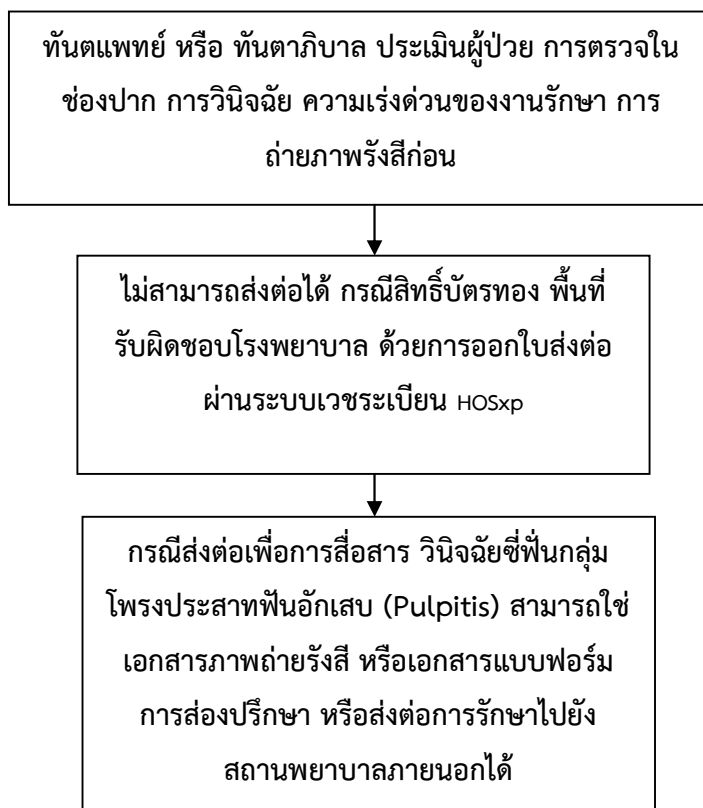 ทันตแพทย์ หรือ ทันตาภิบาล ประเมินผู้ป่วย การตรวจใน
ช่องปาก การวินิจฉัย ความเร่งด่วนของงานรักษา การ
ถ่ายภาพรังสีก่อน
ไม่สามารถส่งต่อได้ กรณีสิทธิ์บัตรทอง พื้นที่
รับผิดชอบโรงพยาบาล ด้วยการออกใบส่งต่อ
ผ่านระบบเวชระเบียน HOSxp
กรณีส่งต่อเพื่อการสื่อสาร วินิจฉัยซี่ฟันกลุ่ม
โพรงประสาทฟันอักเสบ (Pulpitis) สามารถใช้
เอกสารภาพถ่ายรังสี หรือเอกสารแบบฟอร์ม
การส่องปรึกษา หรือส่งต่อการรักษาไปยัง
สถานพยาบาลภายนอกได้